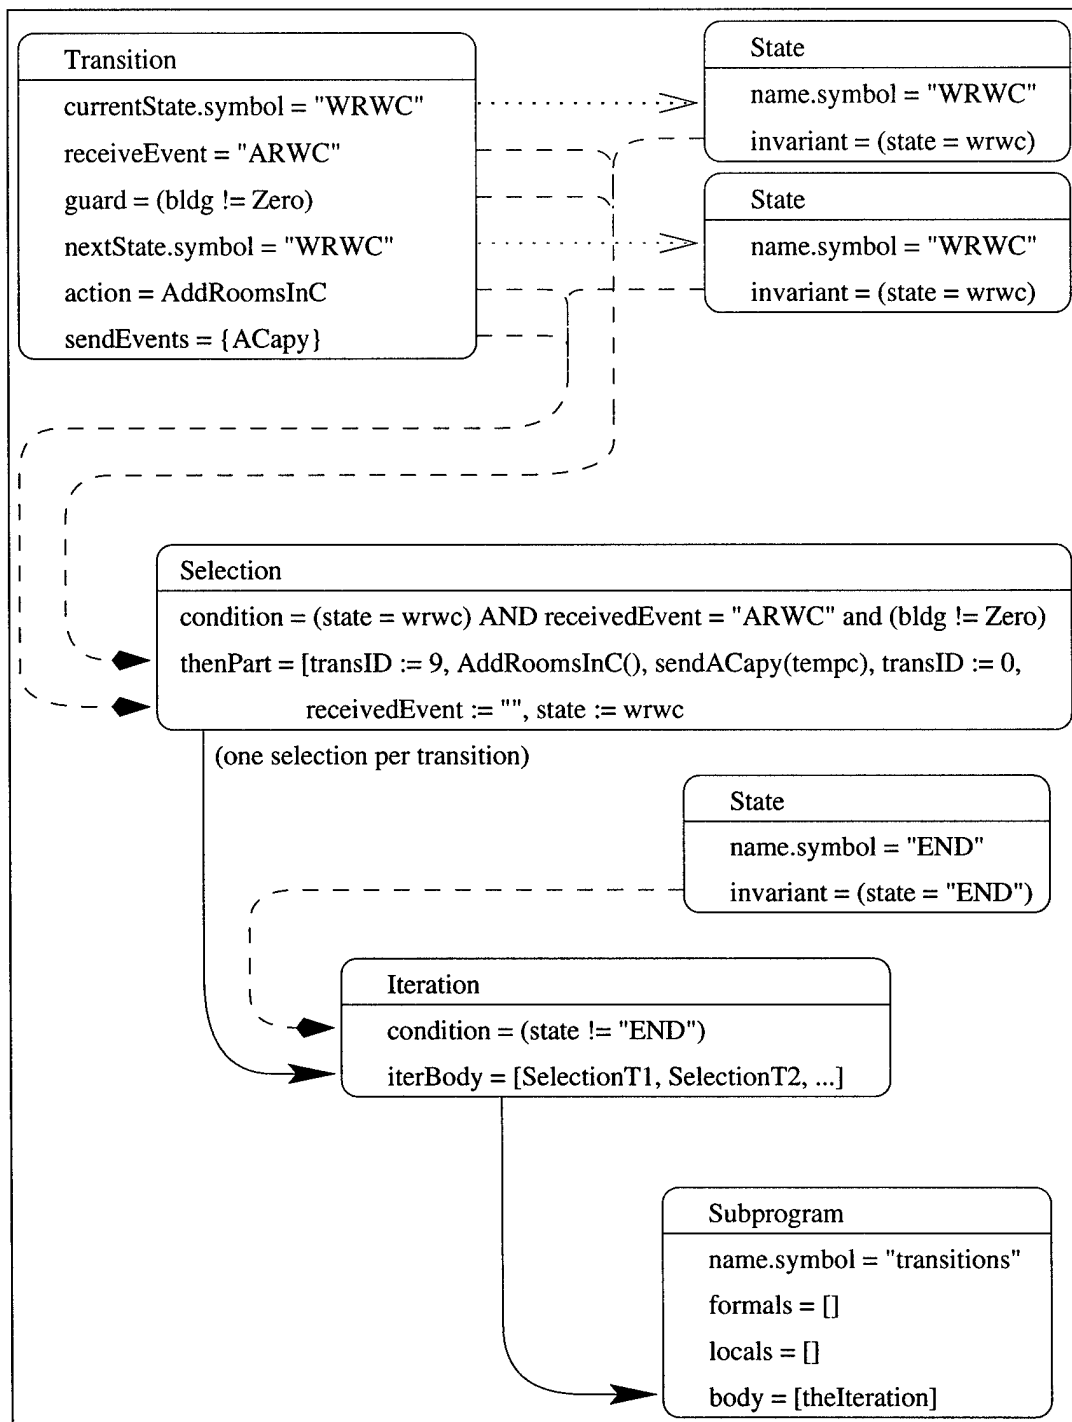 Transition
currentState.symbol = "WRWC"
receiveEvent = "ARWC"
guard = (bldg != Zero)
nextState.symbol = "WRWC"
action = AddRoomsInC
sendEvents = {ACapy}
State
name.symbol = "WRWC"
invariant = (state = wrwc)
State
name.symbol = "WRWC"
invariant = (state = wrwc)
Selection
condition = (state = wrwc) AND receivedEvent = "ARWC" and (bldg != Zero)
thenPart = [transID := 9, AddRoomsInC(), sendACapy(tempc), transID := 0,
receivedEvent := "", state := wrwc
(one selection per transition)
State
name.symbol = "END"
invariant = (state = "END")
Iteration
condition = (state != "END")
iterBody = [SelectionT1, SelectionT2, ...]
Subprogram
name.symbol = "transitions"
formals = []
locals = []
body = [theIteration]